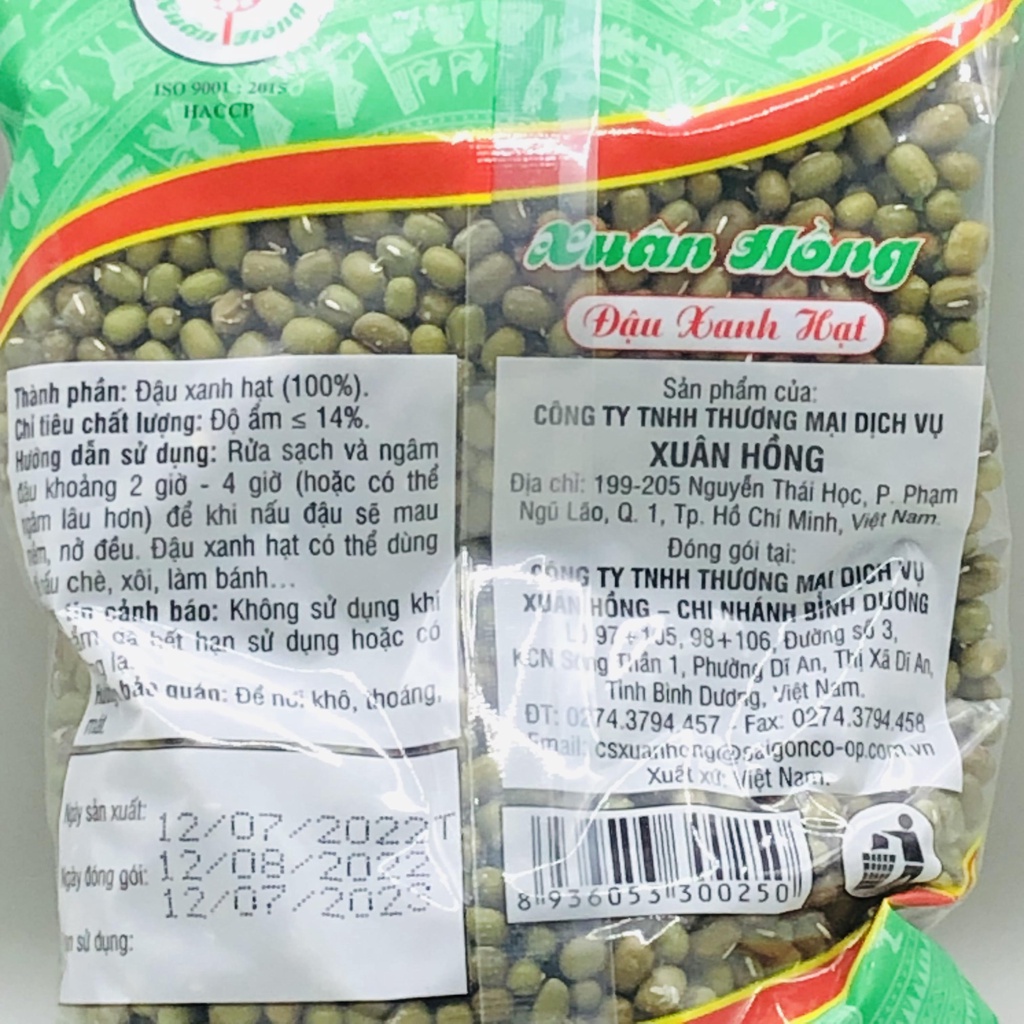 Xuân Hồng
ISO 9001 : 2015
HACCP
Xuân Hồng
Đậu Xanh Hạt
Thành phần: Đậu xanh hạt (100%).
Chỉ tiêu chất lượng: Độ ẩm ≤ 14%.
Hướng dẫn sử dụng: Rửa sạch và ngâm
đậu khoảng 2 giờ - 4 giờ (hoặc có thể
ngâm lâu hơn) để khi nấu đậu sẽ mau
mềm, nở đều. Đậu xanh hạt có thể dùng
nấu chè, xôi, làm bánh...
cảnh báo: Không sử dụng khi
hết hạn sử dụng hoặc có
lạ.
bảo quản: Để nơi khô, thoáng,
mát.
Ngày sản xuất: 12/07/2022T
Ngày đóng gói: 12/08/2022
12/07/2023
sử dụng:
Sản phẩm của:
CÔNG TY TNHH THƯƠNG MẠI DỊCH VỤ
XUÂN HỒNG
Địa chỉ: 199-205 Nguyễn Thái Học, P. Phạm
Ngũ Lão, Q. 1, Tp. Hồ Chí Minh, Việt Nam.
Đóng gói tại:
CÔNG TY TNHH THƯƠNG MẠI DỊCH VỤ
XUÂN HỒNG – CHI NHÁNH BÌNH DƯƠNG
97+105, 98+106, Đường số 3,
KCN Sóng Thần 1, Phường Dĩ An, Thị Xã Dĩ An,
Tỉnh Bình Dương, Việt Nam.
ĐT: 0274.3794.457 - Fax: 0274.3794.458
Email: csxuanhong@saigonco-op.com.vn
Xuất xứ: Việt Nam.
8 936053 300250